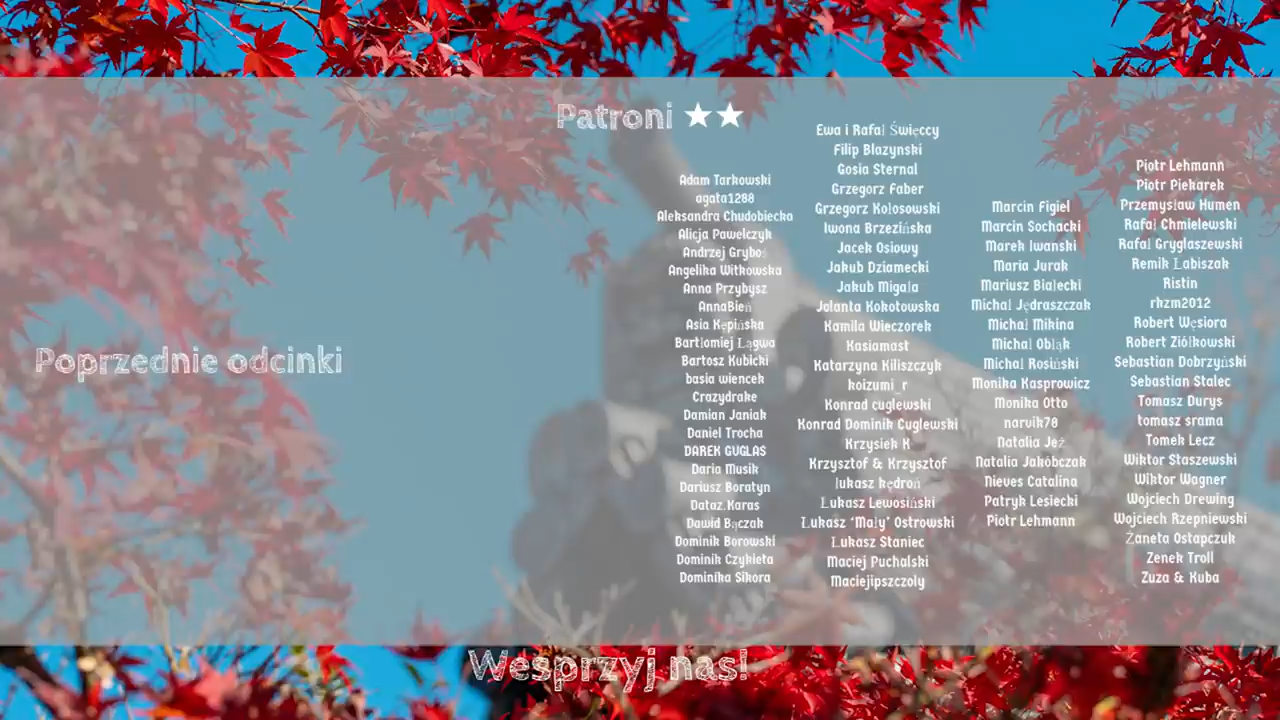 Patroni ★★
Poprzednie odcinki
Adam Tarkowski
agata1288
Aleksandra Chudobiecka
Alicja Pawelczyk
Andrzej Gryboś
Angelika Witkowska
Anna Przybysz
AnnaBień
Asia Kępińska
Bartłomiej Łągwa
Bartosz Kubicki
basia wiencek
Crazydrake
Damian Janiak
Daniel Trocha
DAREK GUGLAS
Daria Musik
Dariusz Boratyn
Dataz.Karas
Dawid Bączak
Dominik Borowski
Dominik Czykieta
Dominika Sikora
Ewa i Rafał Święccy
Filip Blazynski
Gosia Sternal
Grzegorz Faber
Grzegorz Kołosowski
Iwona Brzezińska
Jacek Osiowy
Jakub Dziamecki
Jakub Migała
Jolanta Kokotowska
Kamila Wieczorek
Kasiamast
Katarzyna Kiliszczyk
koizumi_r
Konrad cuglewski
Konrad Dominik Cuglewski
Krzysiek K
Krzysztof & Krzysztof
łukasz kędroń
Łukasz Lewosiński
Łukasz "Mały" Ostrowski
Łukasz Staniec
Maciej Puchalski
Maciejipszczoly
Marcin Figiel
Marcin Sochacki
Marek Iwanski
Maria Jurak
Mariusz Białecki
Michał Jędraszczak
Michał Mikina
Michał Obłąk
Michał Rosiński
Monika Kasprowicz
Monika Otto
narvik70
Natalia Jeż
Natalia Jakóbczak
Nieves Catalina
Patryk Lesiecki
Piotr Lehmann
Piotr Lehmann
Piotr Piekarek
Przemysław Humen
Rafał Chmielewski
Rafał Gryglaszewski
Remik Łabiszak
Ristin
rkzm2012
Robert Węsiora
Robert Ziółkowski
Sebastian Dobrzyński
Sebastian Stalec
Tomasz Durys
tomasz srama
Tomek Lecz
Wiktor Staszewski
Wiktor Wagner
Wojciech Drewing
Wojciech Rzepniewski
Żaneta Ostapczuk
Zenek Troll
Zuza & Kuba
Wesprzyj nas!